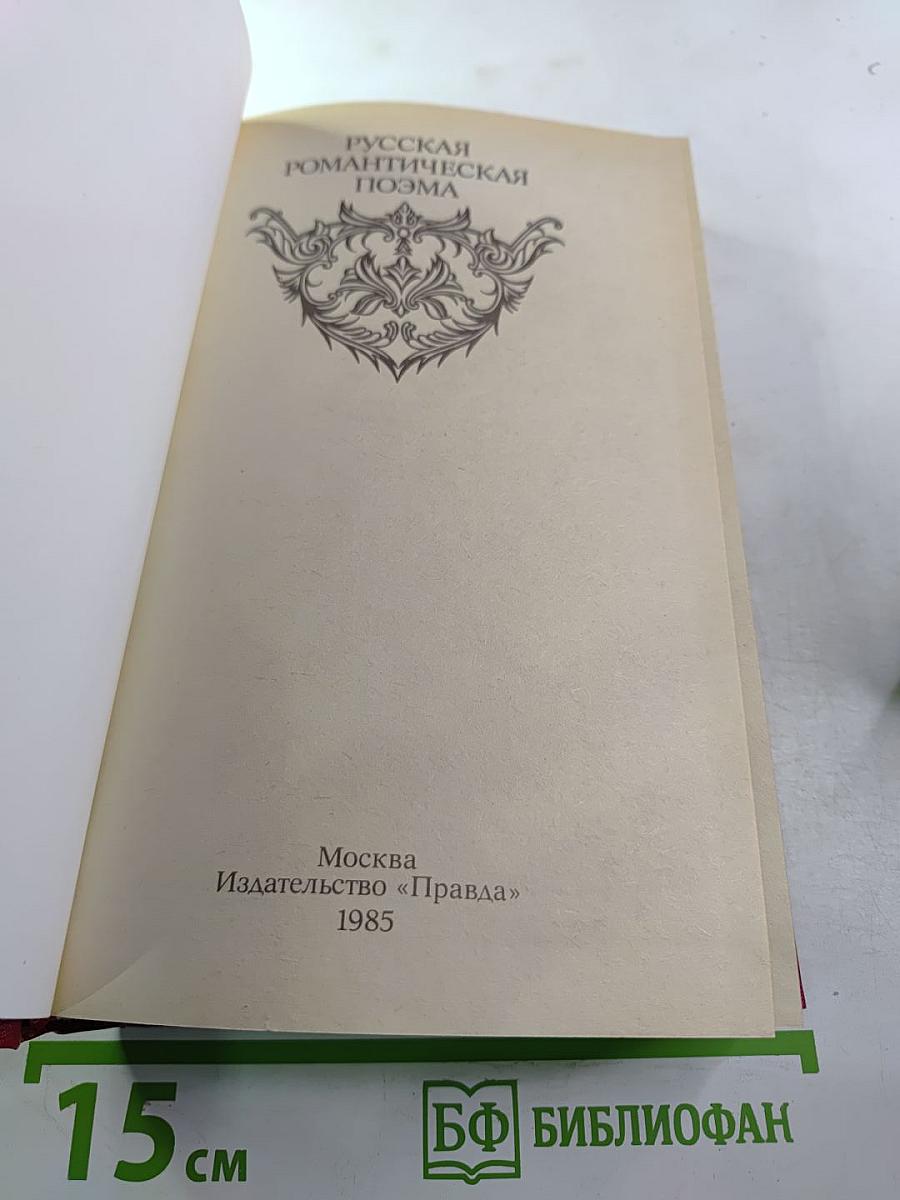 РУССКАЯ
РОМАНТИЧЕСКАЯ
ПОЭМА
Москва
Издательство «Правда»
1985
15 см
БФ БИБЛИОФАН